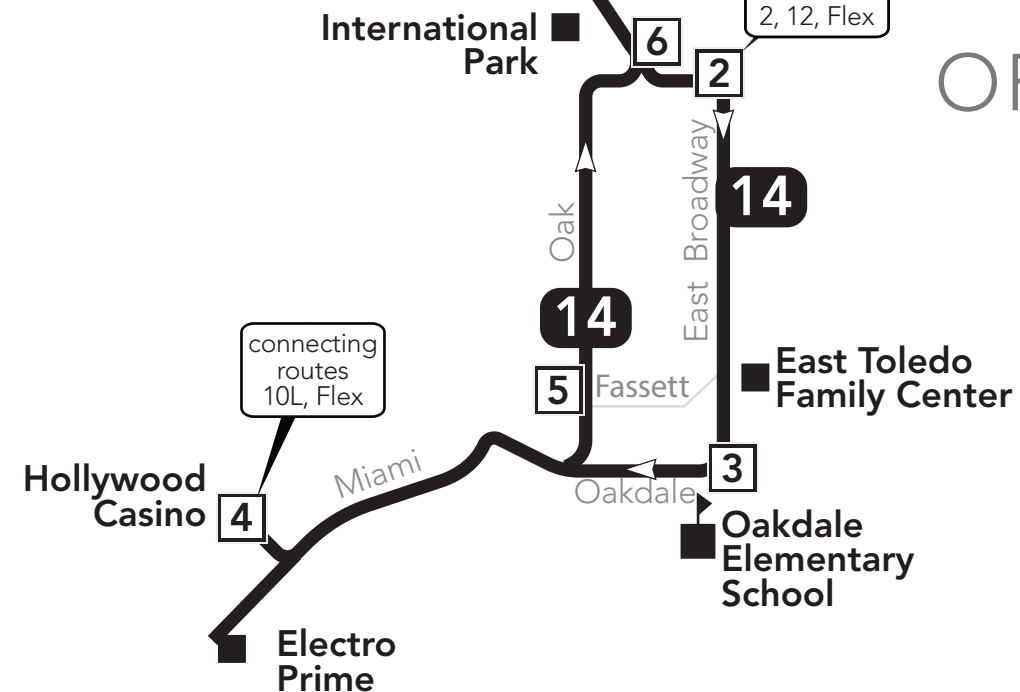 2, 12, Flex
International
Park
6
2
OF
East Broadway
14
Oak
14
connecting
routes
10L, Flex
5
Fassett
East Toledo
Family Center
Miami
3
Hollywood
Casino
4
Oakdale
Oakdale
Elementary
School
Electro
Prime